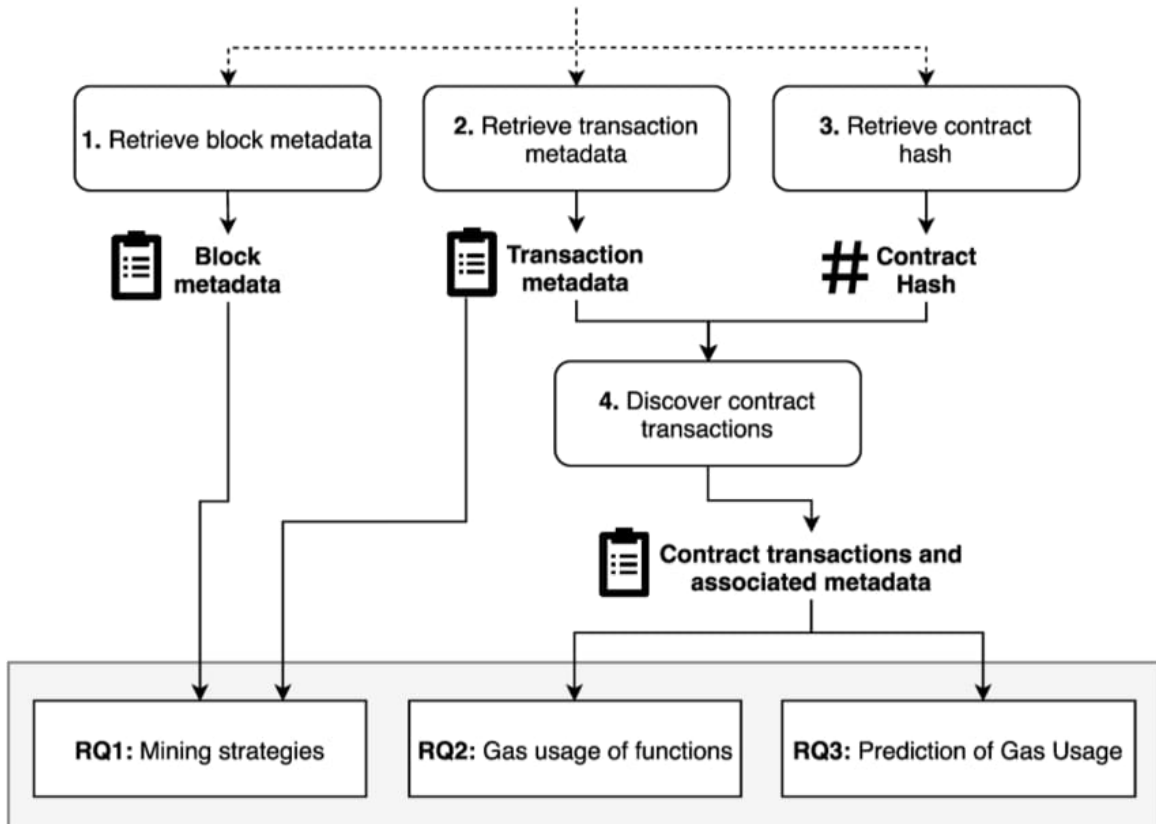 1. Retrieve block metadata
2. Retrieve transaction
metadata
3. Retrieve contract
hash
Block
metadata
Transaction
metadata
# Contract
Hash
4. Discover contract
transactions
Contract transactions and
associated metadata
RQ1: Mining strategies
RQ2: Gas usage of functions
RQ3: Prediction of Gas Usage